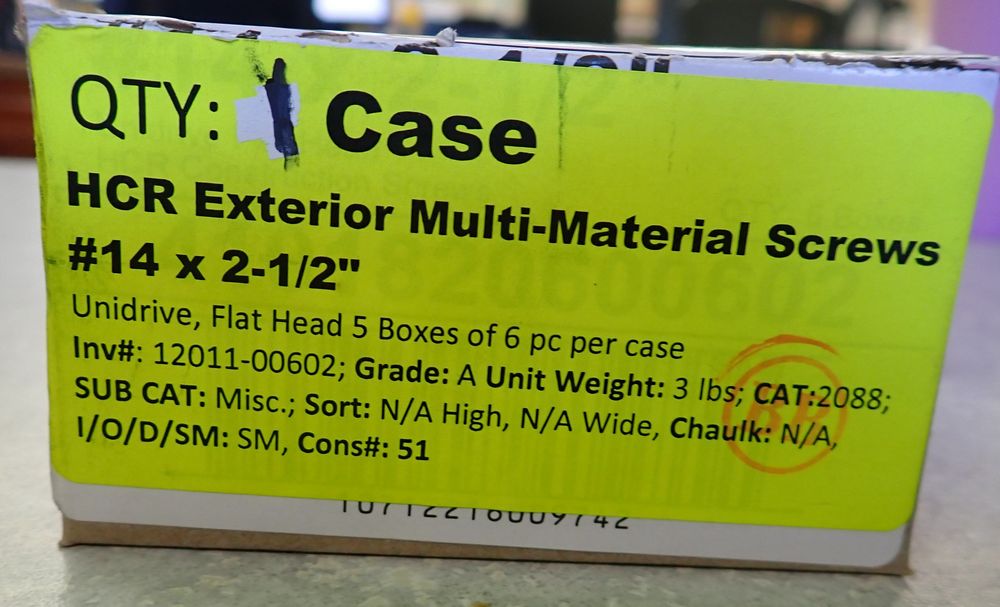 QTY: 1 Case
HCR Exterior Multi-Material Screws
#14 x 2-1/2"
Unidrive, Flat Head 5 Boxes of 6 pc per case
Inv#: 12011-00602; Grade: A Unit Weight: 3 lbs; CAT:2088;
SUB CAT: Misc.; Sort: N/A High, N/A Wide, Chaulk: N/A,
I/O/D/SM: SM, Cons#: 51